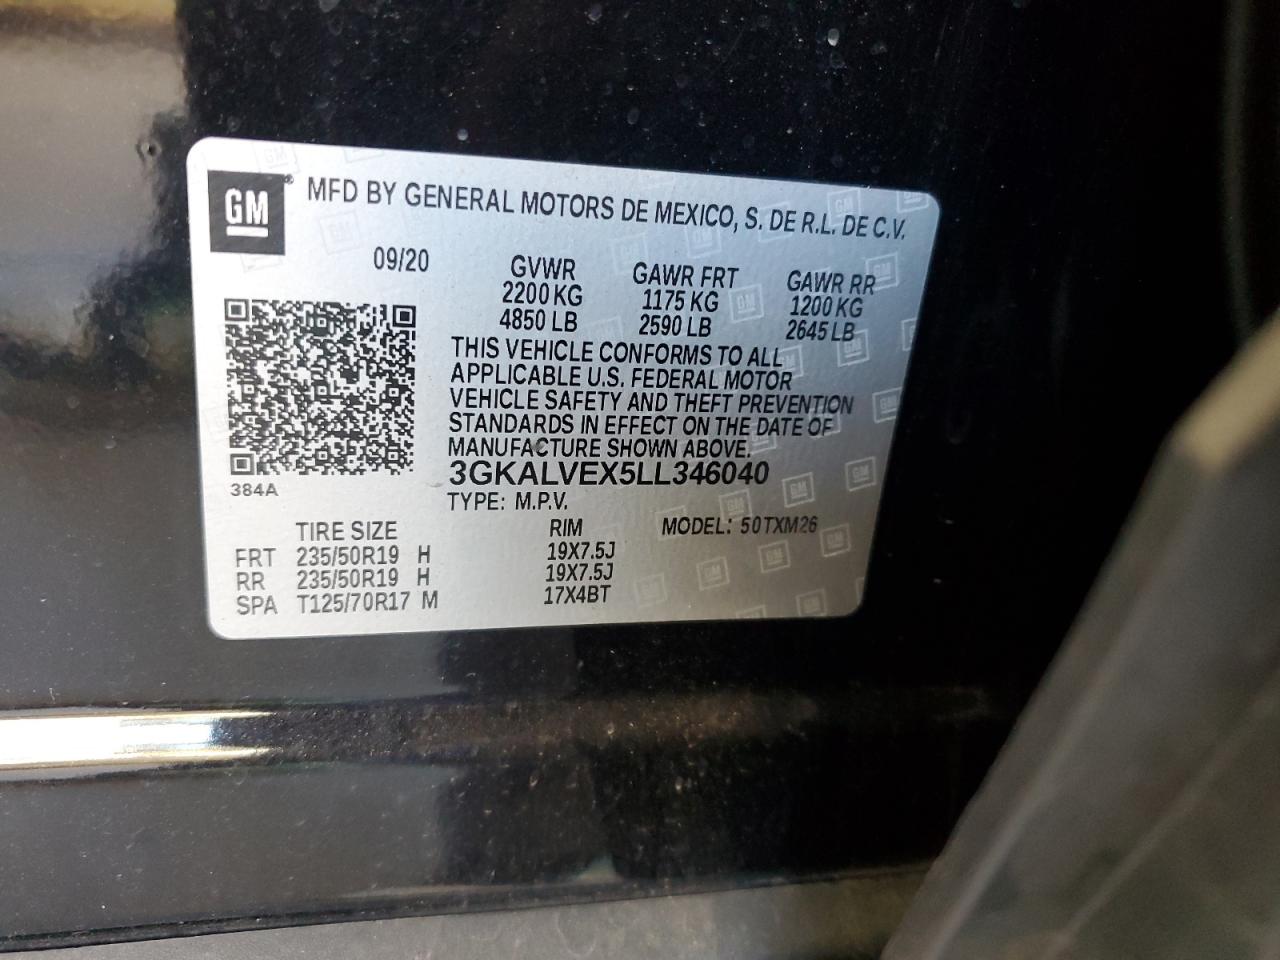 GM® MFD BY GENERAL MOTORS DE MEXICO, S. DE R.L. DE C.V.
09/20 GVWR GAWR FRT GAWR RR
2200 KG 1175 KG 1200 KG
4850 LB 2590 LB 2645 LB
THIS VEHICLE CONFORMS TO ALL
APPLICABLE U.S. FEDERAL MOTOR
VEHICLE SAFETY AND THEFT PREVENTION
STANDARDS IN EFFECT ON THE DATE OF
MANUFACTURE SHOWN ABOVE.
3GKALVEX5LL346040
384A
TYPE: M.P.V.
TIRE SIZE RIM MODEL: 50TXM26
FRT 235/50R19 H 19X7.5J
RR 235/50R19 H 19X7.5J
SPA T125/70R17 M 17X4BT